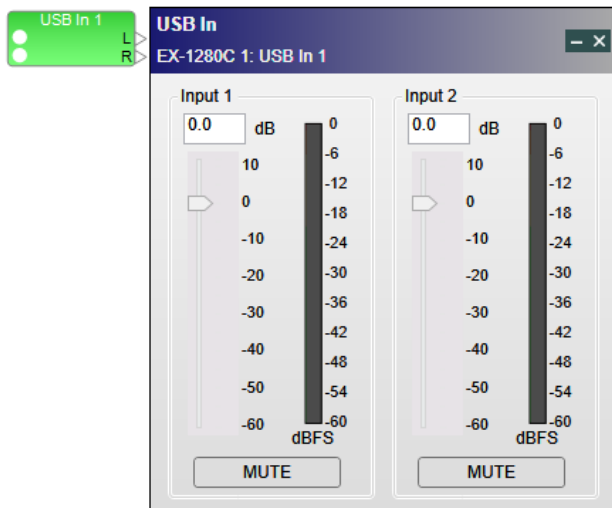 USB In 1
L
R
USB In
EX-1280C 1: USB In 1
Input 1
0.0 dB
10
0
-10
-20
-30
-40
-50
-60
0
-6
-12
-18
-24
-30
-36
-42
-48
-54
-60
dBFS
MUTE
Input 2
0.0 dB
10
0
-10
-20
-30
-40
-50
-60
0
-6
-12
-18
-24
-30
-36
-42
-48
-54
-60
dBFS
MUTE